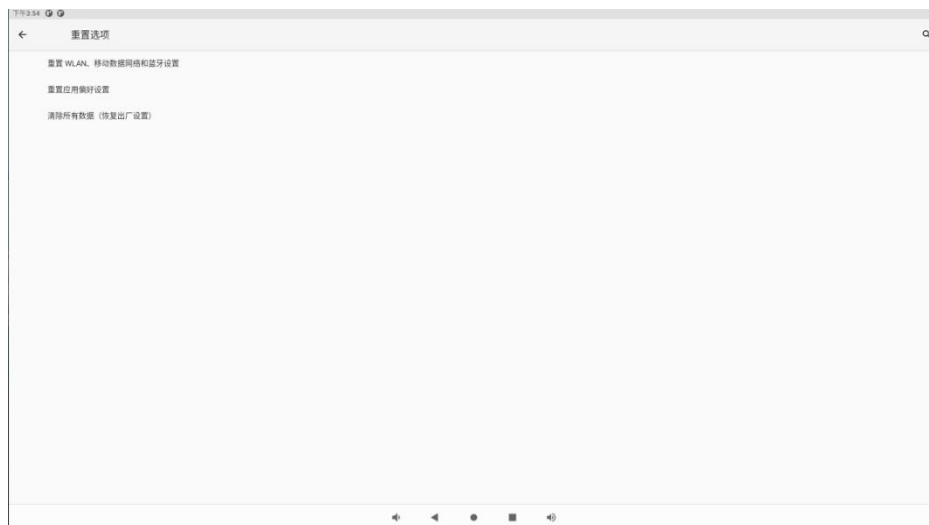 下午2:54
重置选项
重置 WLAN、移动数据网络和蓝牙设置
重置应用偏好设置
清除所有数据（恢复出厂设置）